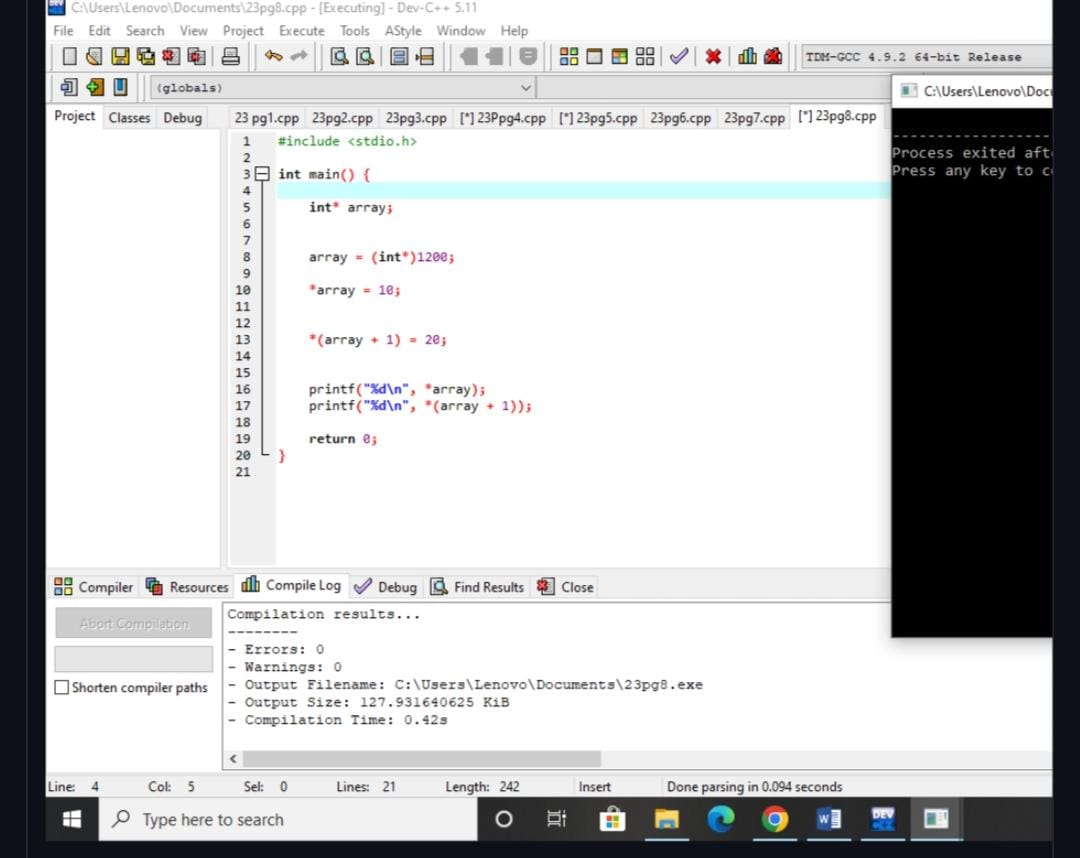 C:\Users\Lenovo\Documents\23pg8.cpp - [Executing] - Dev-C++ 5.11
File Edit Search View Project Execute Tools AStyle Window Help
TDM-GCC 4.9.2 64-bit Release
(globals)
C:\Users\Lenovo\Docu
Project Classes Debug
23 pg1.cpp 23pg2.cpp 23pg3.cpp [*] 23Ppg4.cpp [*] 23pg5.cpp 23pg6.cpp 23pg7.cpp [*] 23pg8.cpp
--------------------
Process exited afte
Press any key to co
1 #include <stdio.h>
2
3 int main() {
4
5 int* array;
6
7
8 array = (int*)1200;
9
10 *array = 10;
11
12
13 *(array + 1) = 20;
14
15
16 printf("%d\n", *array);
17 printf("%d\n", *(array + 1));
18
19 return 0;
20 }
21
Compiler Resources Compile Log Debug Find Results Close
Abort Compilation
Shorten compiler paths
Compilation results...
--------
- Errors: 0
- Warnings: 0
- Output Filename: C:\Users\Lenovo\Documents\23pg8.exe
- Output Size: 127.931640625 KiB
- Compilation Time: 0.42s
Line: 4 Col: 5 Sel: 0 Lines: 21 Length: 242 Insert Done parsing in 0.094 seconds
Type here to search
DEV